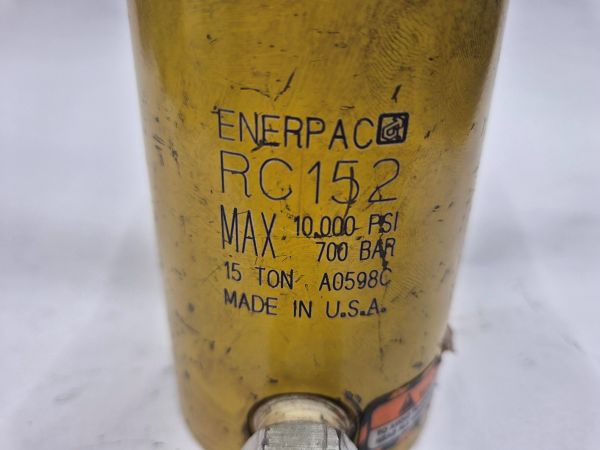 ENERPAC
RC152
MAX 10,000 PSI
700 BAR
15 TON A0598C
MADE IN U.S.A.